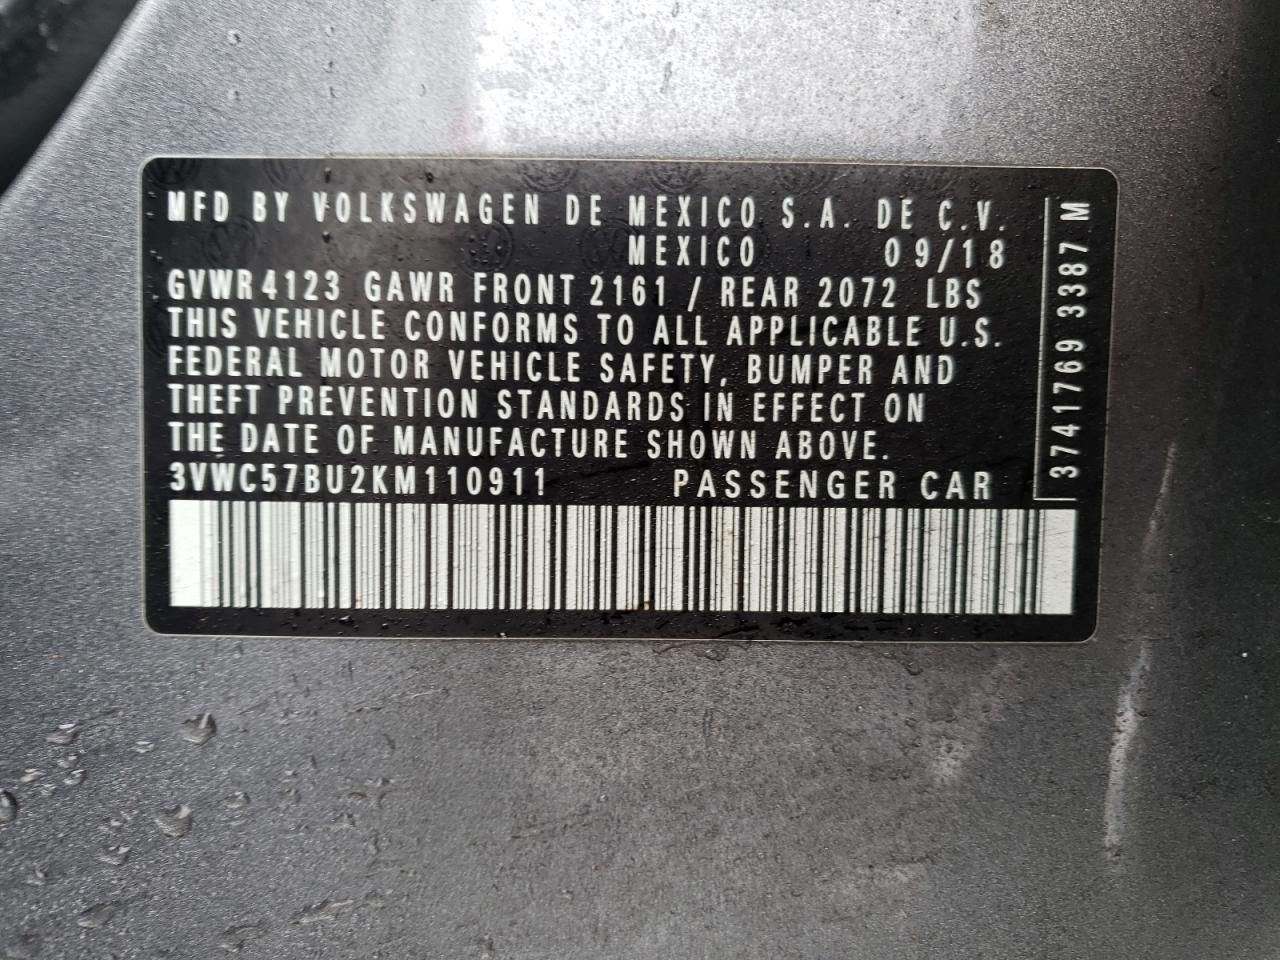 MFD BY VOLKSWAGEN DE MEXICO S.A. DE C.V.
MEXICO 09/18
GVWR 4123 GAWR FRONT 2161 / REAR 2072 LBS
THIS VEHICLE CONFORMS TO ALL APPLICABLE U.S.
FEDERAL MOTOR VEHICLE SAFETY, BUMPER AND
THEFT PREVENTION STANDARDS IN EFFECT ON
THE DATE OF MANUFACTURE SHOWN ABOVE.
3VWC57BU2KM110911 PASSENGER CAR
3741769 3387 M